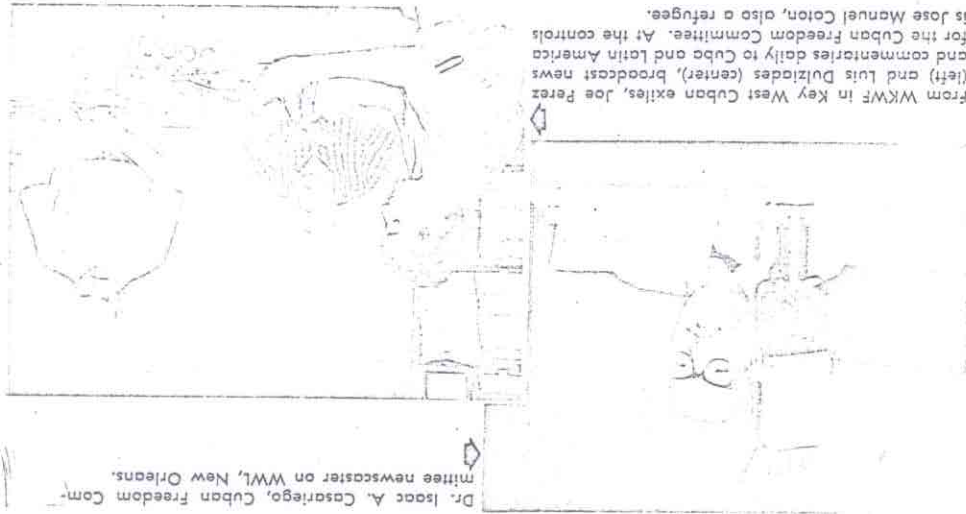 Dr. Isaac A. Casariego, Cuban Freedom Com-
mittee newscaster on WWL, New Orleans.
From WKWF in Key West Cuban exiles, Joe Perez
(left) and Luis Dulziades (center), broadcast news
and commentaries daily to Cuba and Latin America
for the Cuban Freedom Committee. At the controls
is Jose Manuel Coton, also a refugee.